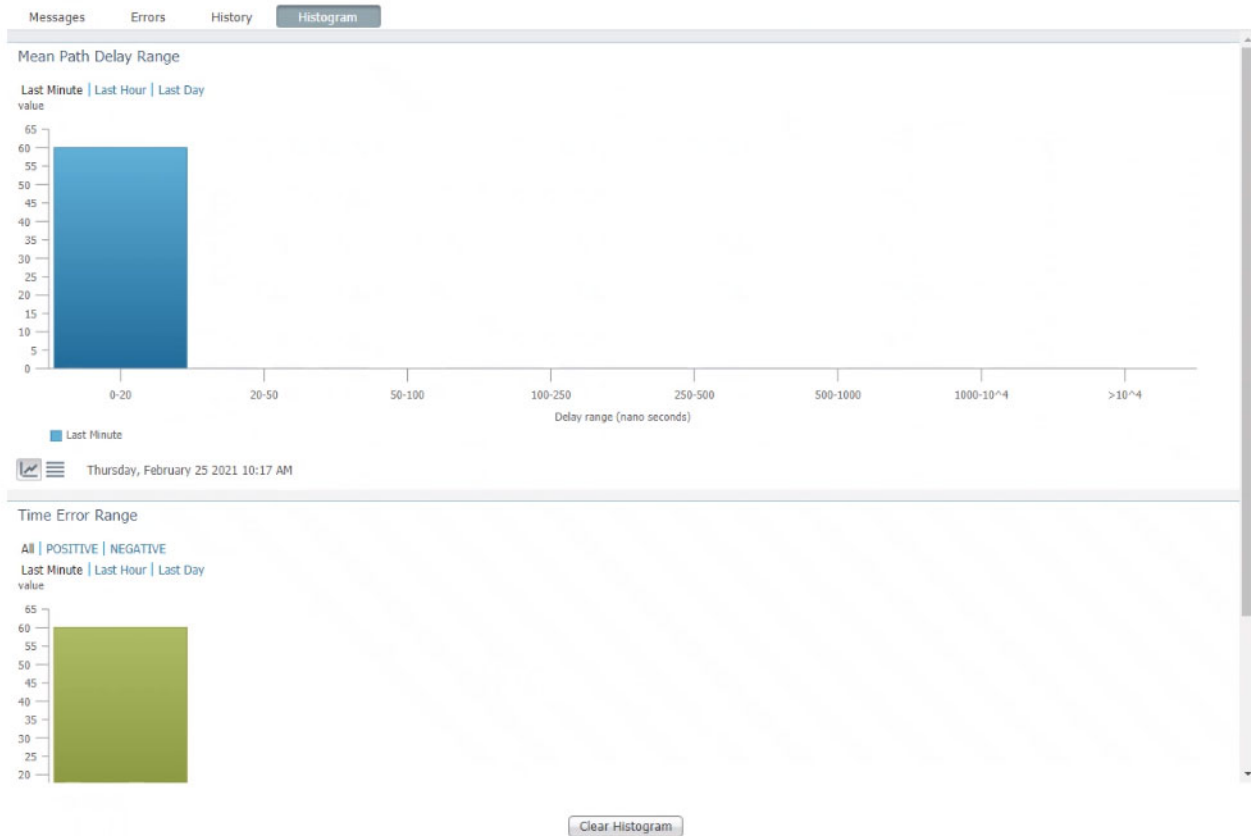 Messages Errors History Histogram
Mean Path Delay Range
Last Minute | Last Hour | Last Day
value
65
60
55
50
45
40
35
30
25
20
15
10
5
0
0-20 20-50 50-100 100-250 250-500 500-1000 1000-10^4 >10^4
Delay range (nano seconds)
Last Minute
Thursday, February 25 2021 10:17 AM
Time Error Range
All | POSITIVE | NEGATIVE
Last Minute | Last Hour | Last Day
value
65
60
55
50
45
40
35
30
25
20
Clear Histogram